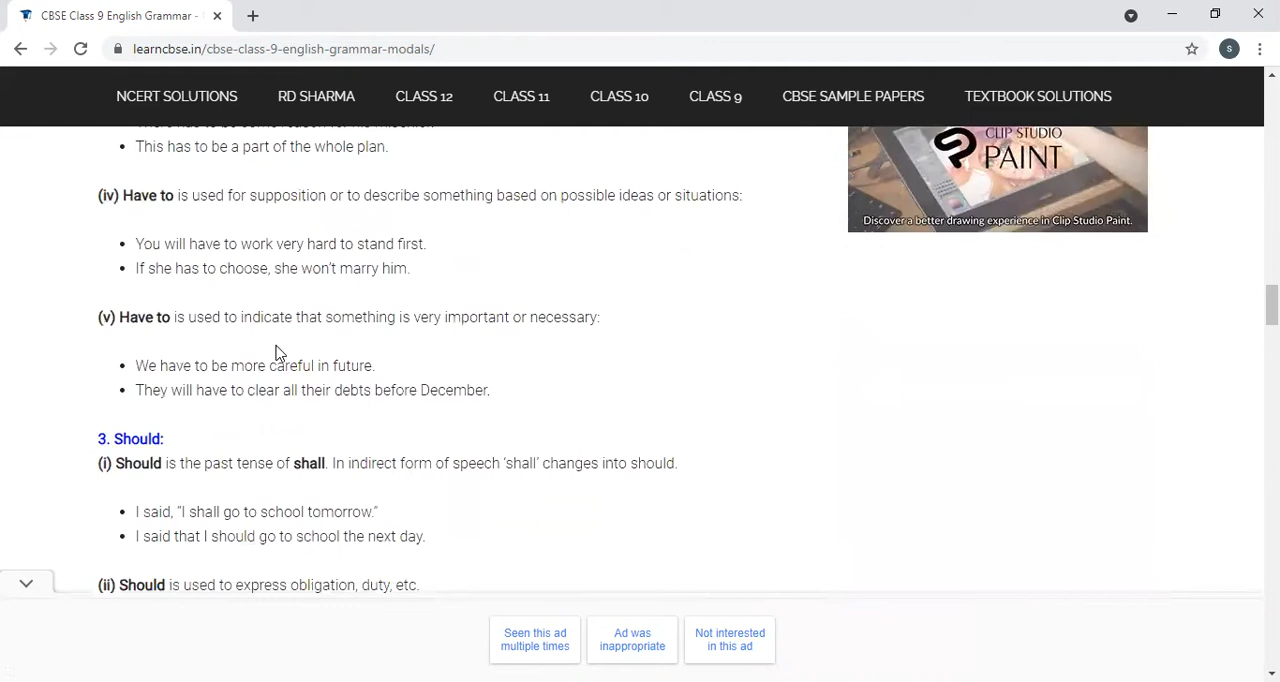 CBSE Class 9 English Grammar -
learncbse.in/cbse-class-9-english-grammar-modals/
S
NCERT SOLUTIONS RD SHARMA CLASS 12 CLASS 11 CLASS 10 CLASS 9 CBSE SAMPLE PAPERS TEXTBOOK SOLUTIONS
• This has to be a part of the whole plan.
CLIP STUDIO
PAINT
Discover a better drawing experience in Clip Studio Paint.
(iv) Have to is used for supposition or to describe something based on possible ideas or situations:
• You will have to work very hard to stand first.
• If she has to choose, she won’t marry him.
(v) Have to is used to indicate that something is very important or necessary:
• We have to be more careful in future.
• They will have to clear all their debts before December.
3. Should:
(i) Should is the past tense of shall. In indirect form of speech ‘shall’ changes into should.
• I said, “I shall go to school tomorrow.”
• I said that I should go to school the next day.
(ii) Should is used to express obligation, duty, etc.
Seen this ad
multiple times
Ad was
inappropriate
Not interested
in this ad